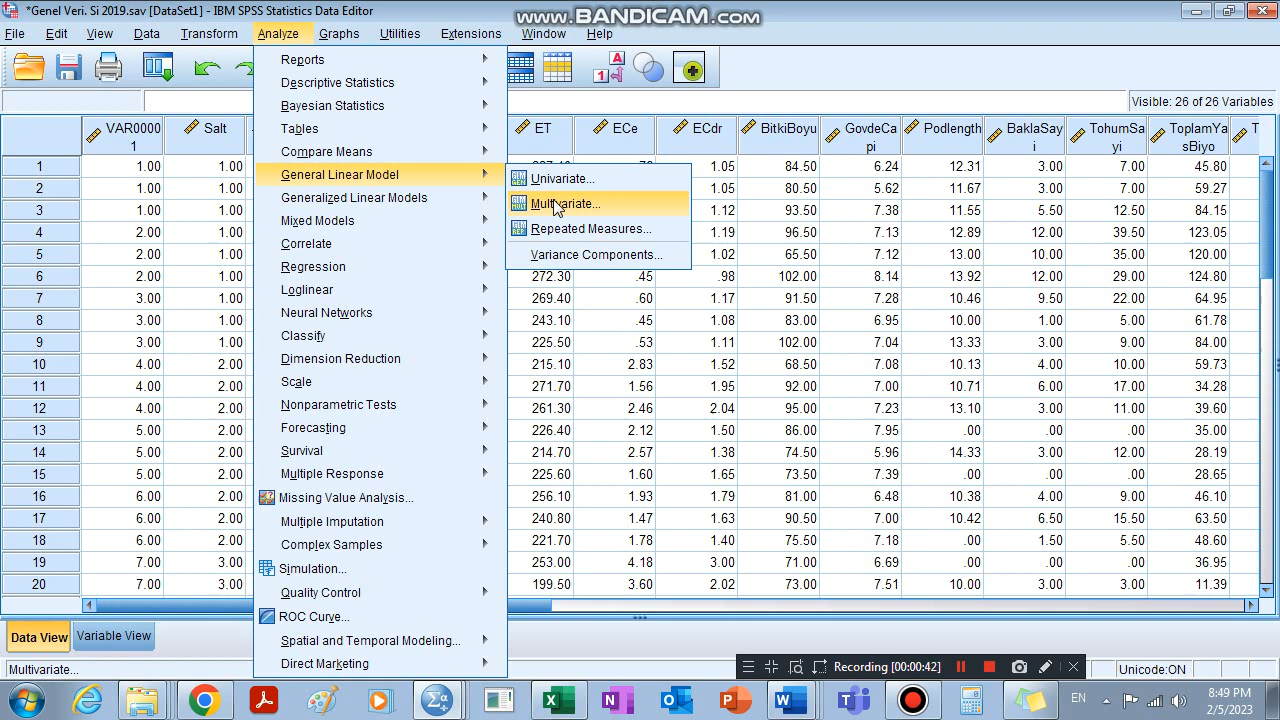 *Genel Veri. Si 2019.sav [DataSet1] - IBM SPSS Statistics Data Editor
www.BANDICAM.com
File Edit View Data Transform Analyze Graphs Utilities Extensions Window Help
Visible: 26 of 26 Variables
Reports
Descriptive Statistics
Bayesian Statistics
Tables
Compare Means
General Linear Model
Generalized Linear Models
Mixed Models
Correlate
Regression
Loglinear
Neural Networks
Classify
Dimension Reduction
Scale
Nonparametric Tests
Forecasting
Survival
Multiple Response
Missing Value Analysis...
Multiple Imputation
Complex Samples
Simulation...
Quality Control
ROC Curve...
Spatial and Temporal Modeling...
Direct Marketing
Univariate...
Multivariate...
Repeated Measures...
Variance Components...
VAR00001 Salt ET ECe ECdr BitkiBoyu GovdeCapi Podlength BaklaSayi TohumSayi ToplamYasBiyo T
1 1.00 1.00 1.05 84.50 6.24 12.31 3.00 7.00 45.80
2 1.00 1.00 1.05 80.50 5.62 11.67 3.00 7.00 59.27
3 1.00 1.00 1.12 93.50 7.38 11.55 5.50 12.50 84.15
4 2.00 1.00 1.19 96.50 7.13 12.89 12.00 39.50 123.05
5 2.00 1.00 1.02 65.50 7.12 13.00 10.00 35.00 120.00
6 2.00 1.00 272.30 .45 .98 102.00 8.14 13.92 12.00 29.00 124.80
7 3.00 1.00 269.40 .60 1.17 91.50 7.28 10.46 9.50 22.00 64.95
8 3.00 1.00 243.10 .45 1.08 83.00 6.95 10.00 1.00 5.00 61.78
9 3.00 1.00 225.50 .53 1.11 102.00 7.04 13.33 3.00 9.00 84.00
10 4.00 2.00 215.10 2.83 1.52 68.50 7.08 10.13 4.00 10.00 59.73
11 4.00 2.00 271.70 1.56 1.95 92.00 7.00 10.71 6.00 17.00 34.28
12 4.00 2.00 261.30 2.46 2.04 95.00 7.23 13.10 3.00 11.00 39.60
13 5.00 2.00 226.40 2.12 1.50 86.00 7.95 .00 .00 .00 35.00
14 5.00 2.00 214.70 2.57 1.38 74.50 5.96 14.33 3.00 12.00 28.19
15 5.00 2.00 225.60 1.60 1.65 73.50 7.39 .00 .00 .00 28.65
16 6.00 2.00 256.10 1.93 1.79 81.00 6.48 10.38 4.00 9.00 46.10
17 6.00 2.00 240.80 1.47 1.63 90.50 7.00 10.42 6.50 15.50 63.50
18 6.00 2.00 221.70 1.78 1.40 75.50 7.18 .00 1.50 5.50 48.60
19 7.00 3.00 253.00 4.18 3.00 71.00 6.69 .00 .00 .00 36.95
20 7.00 3.00 199.50 3.60 2.02 73.00 7.51 10.00 3.00 3.00 11.39
Data View Variable View
Multivariate...
Recording [00:00:42]
Unicode:ON
EN
8:49 PM
2/5/2023